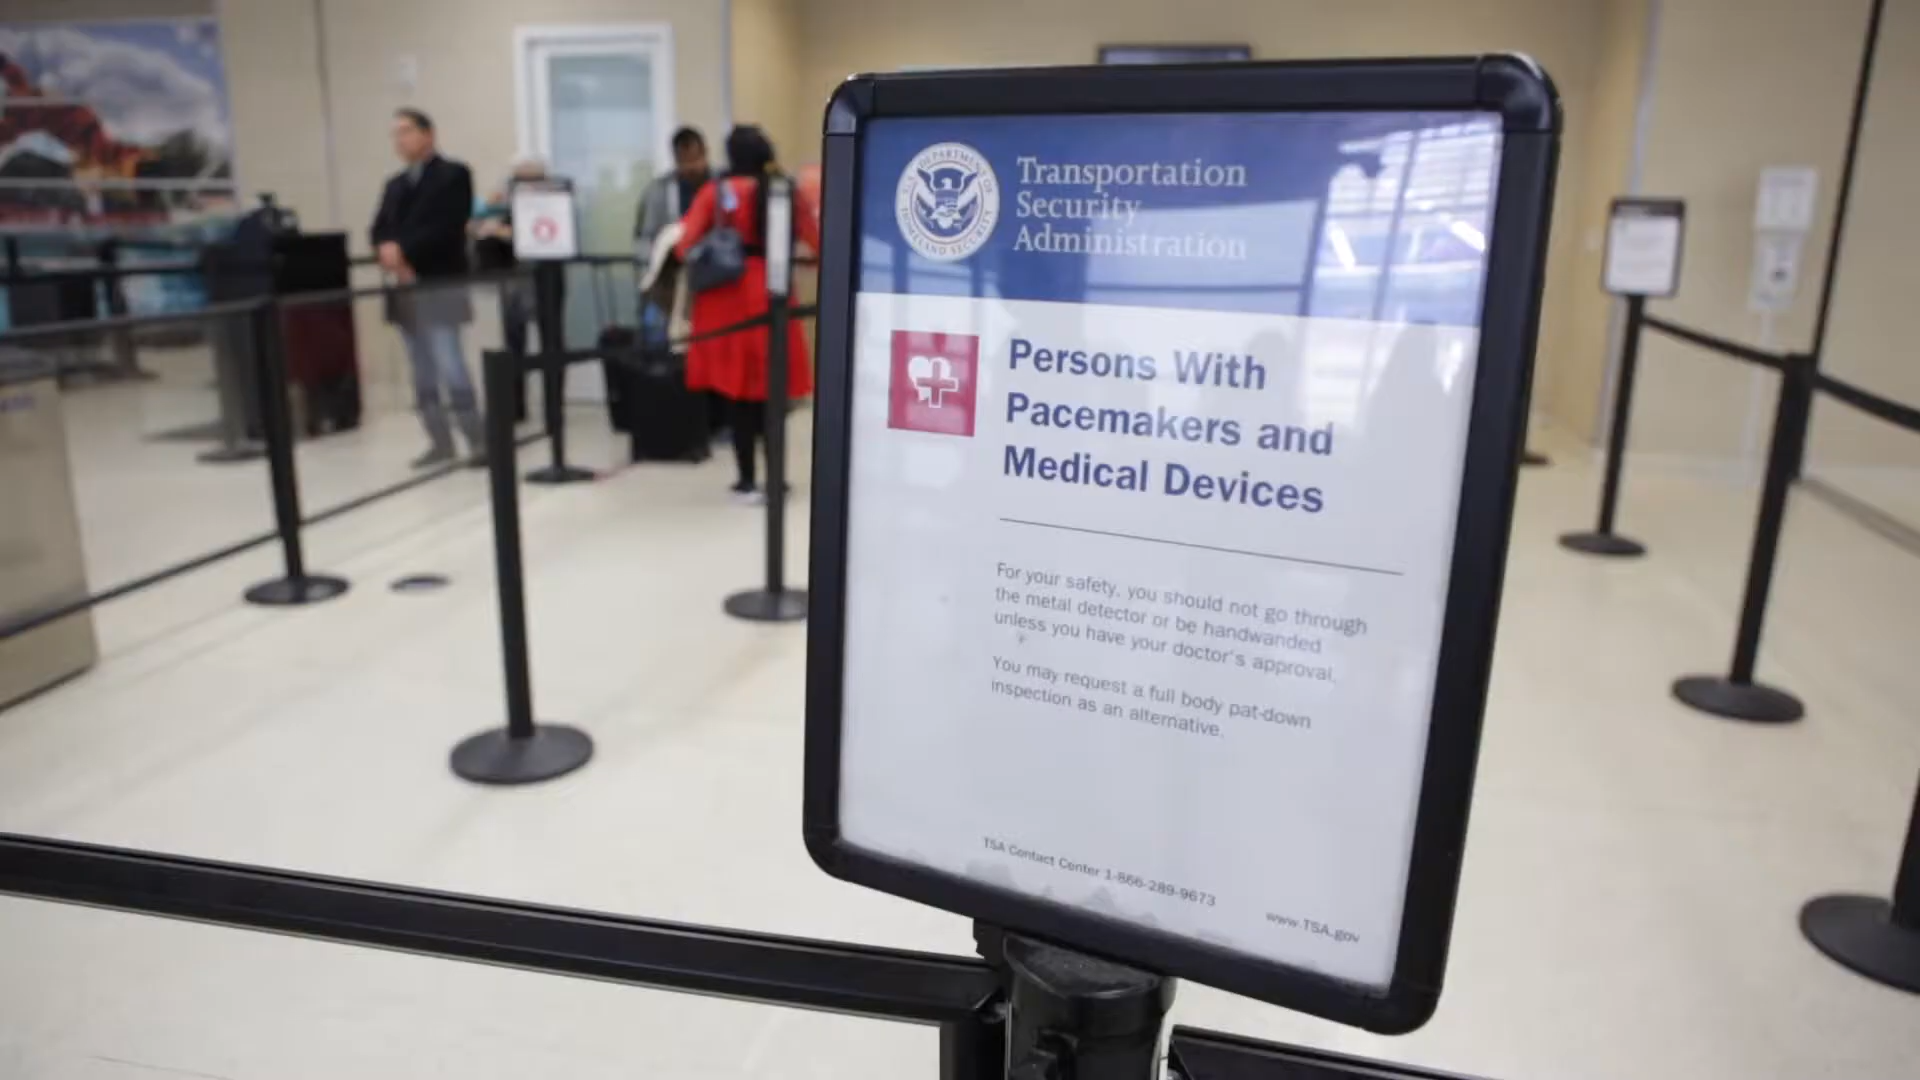 Transportation
Security
Administration
Persons With
Pacemakers and
Medical Devices
For your safety, you should not go through
the metal detector or be handwanded
unless you have your doctor's approval.
You may request a full body pat-down
inspection as an alternative.
TSA Contact Center 1-866-289-9673
www.TSA.gov